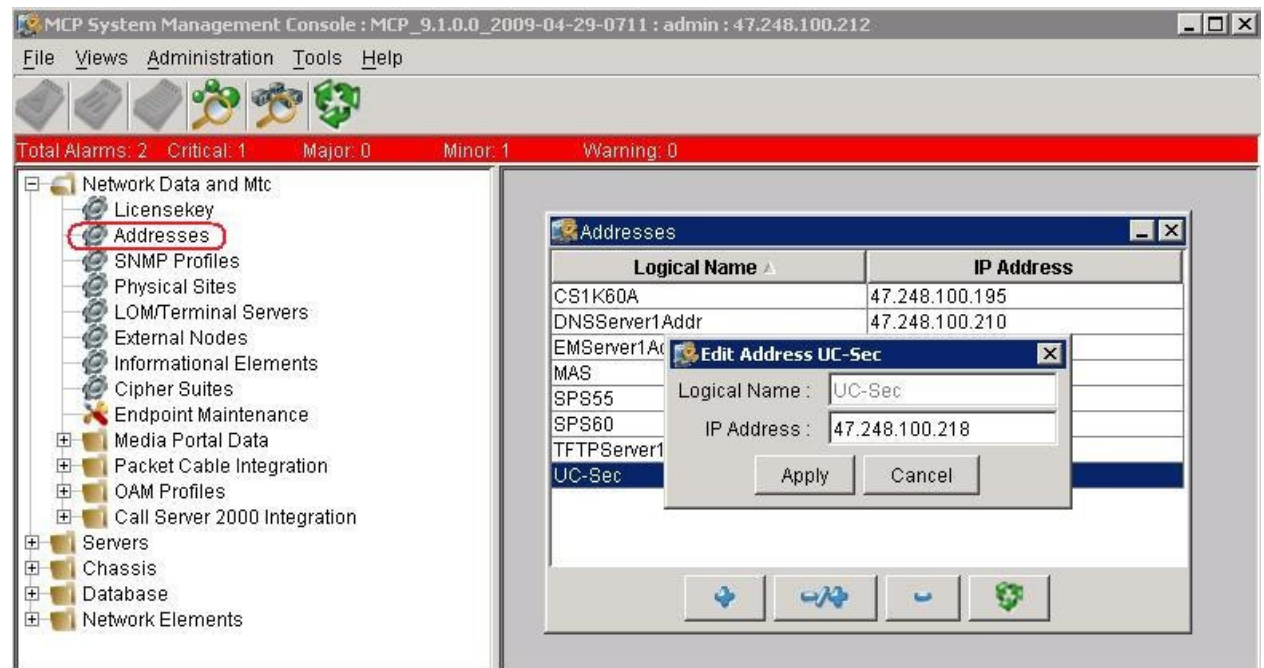 MCP System Management Console : MCP_9.1.0.0_2009-04-29-0711 : admin : 47.248.100.212
File Views Administration Tools Help
Total Alarms: 2 Critical: 1 Major: 0 Minor: 1 Warning: 0
Network Data and Mtc
Licensekey
Addresses
SNMP Profiles
Physical Sites
LOM/Terminal Servers
External Nodes
Informational Elements
Cipher Suites
Endpoint Maintenance
Media Portal Data
Packet Cable Integration
OAM Profiles
Call Server 2000 Integration
Servers
Chassis
Database
Network Elements
Addresses
Logical Name IP Address
CS1K60A 47.248.100.195
DNSServer1Addr 47.248.100.210
EMServer1Ad
MAS
SPS55
SPS60
TFTPServer1
UC-Sec
Edit Address UC-Sec
Logical Name : UC-Sec
IP Address : 47.248.100.218
Apply Cancel